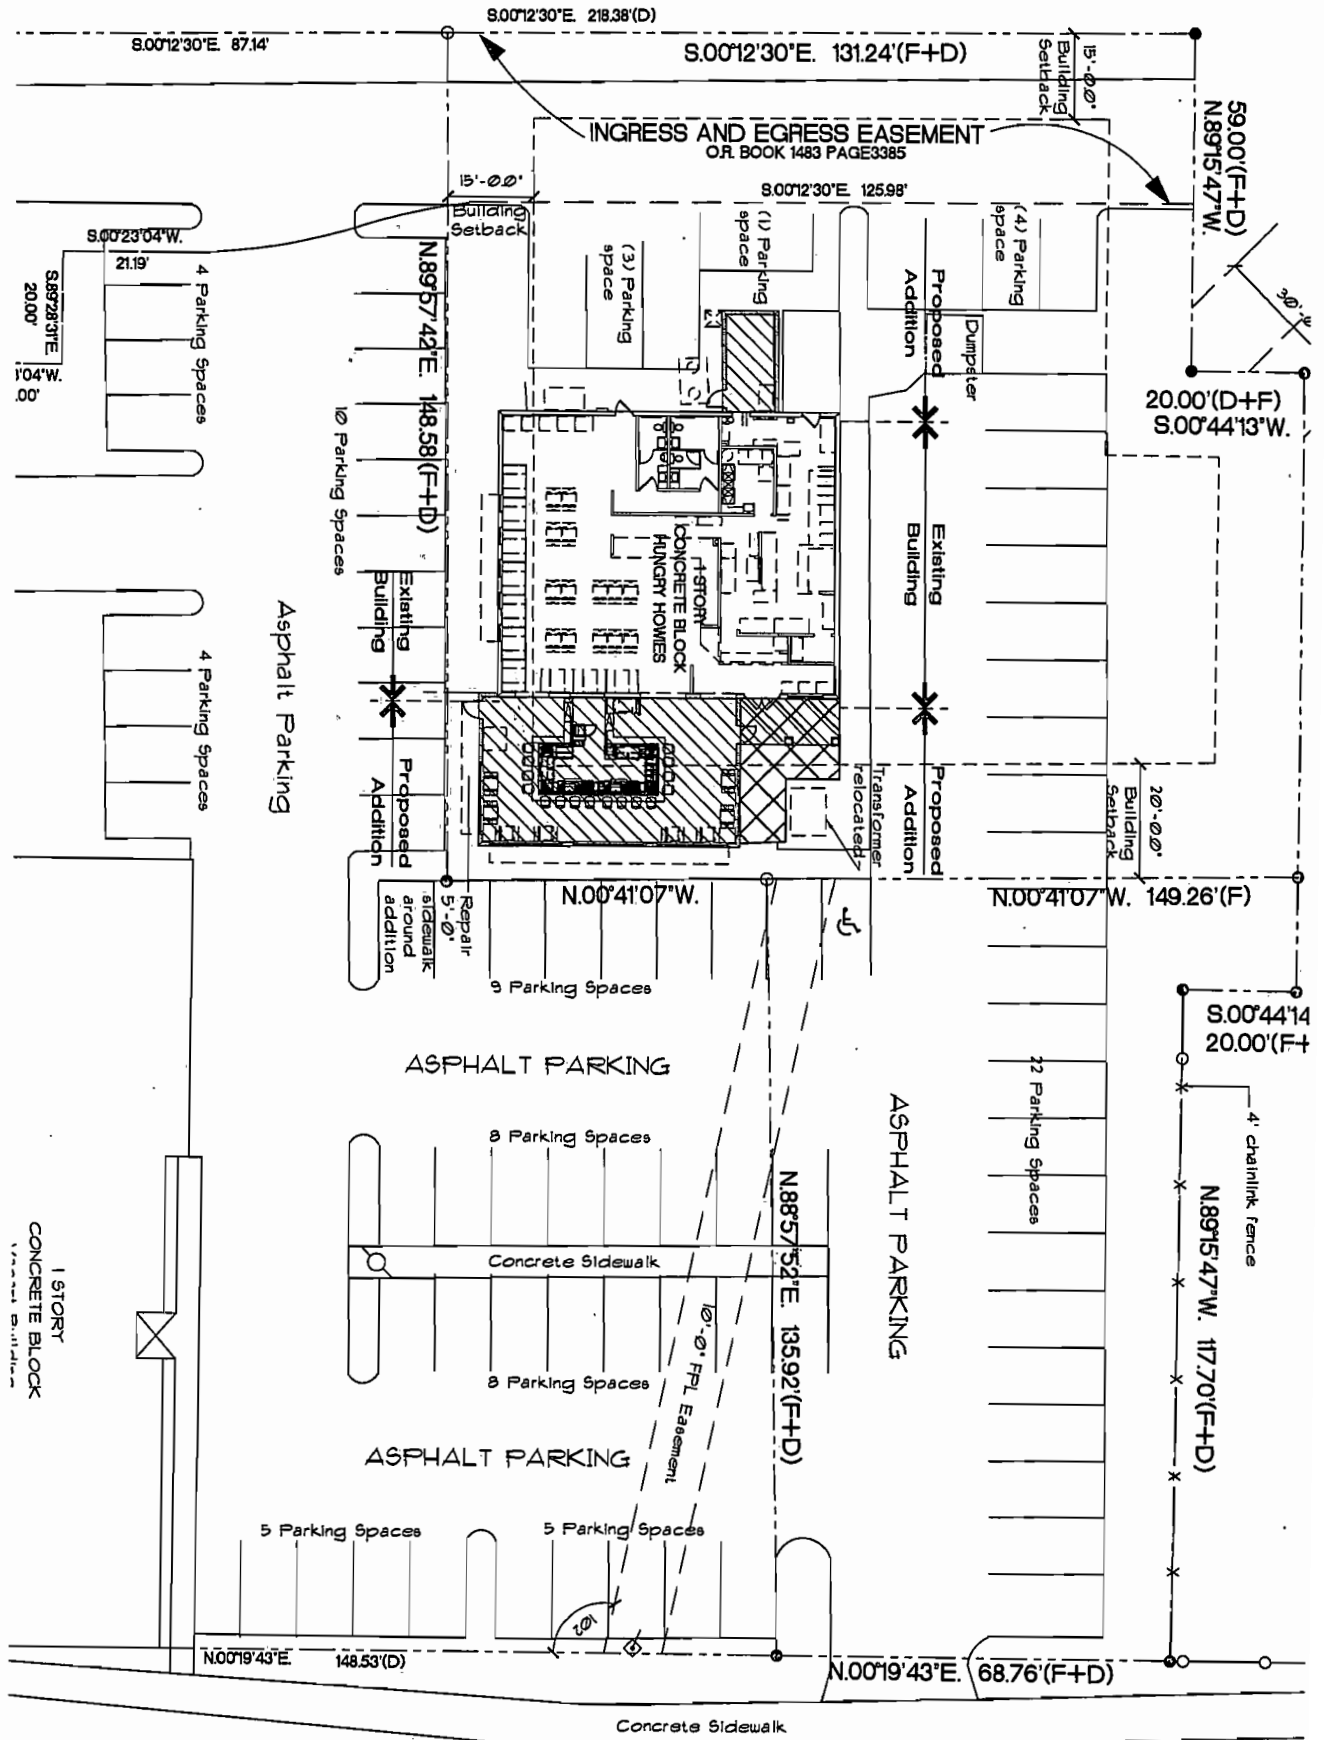 S.00°12'30"E. 218.38'(D)
S.00°12'30"E. 87.14'
S.00°12'30"E. 131.24'(F+D)
15'-0.0"
Building
Setback
59.00'(F+D)
N.89°15'47"W.
INGRESS AND EGRESS EASEMENT
O.R. BOOK 1483 PAGE3385
15'-0.0"
Building
Setback
S.00°12'30"E. 125.98'
S.00°23'04"W.
21.19'
S.89°28'31"E
20.00'
'04"W.
.00'
4 Parking Spaces
N.89°57'42"E. 148.58'(F+D)
10 Parking Spaces
(3) Parking
space
(1) Parking
space
(4) Parking
space
Proposed
Addition
Dumpster
20.00'(D+F)
S.00°44'13"W.
Existing
Building
1 STORY
CONCRETE BLOCK
HUNGRY HOWIES
Existing
Building
4 Parking Spaces
Asphalt Parking
Proposed
Addition
Transformer
relocated
Proposed
Addition
20'-0.0"
Building
Setback
N.00°41'07"W.
N.00°41'07"W. 149.26'(F)
Repair
5'-0"
sidewalk
around
addition
9 Parking Spaces
S.00°44'14
20.00'(F+
ASPHALT PARKING
22 Parking Spaces
4' chainlink fence
ASPHALT PARKING
8 Parking Spaces
N.88°57'52"E. 135.92'(F+D)
N.89°15'47"W. 117.70'(F+D)
Concrete Sidewalk
1 STORY
CONCRETE BLOCK
10'-0" FPL Easement
8 Parking Spaces
ASPHALT PARKING
5 Parking Spaces
5 Parking Spaces
102
N.00°19'43"E. 148.53'(D)
N.00°19'43"E. 68.76'(F+D)
Concrete Sidewalk